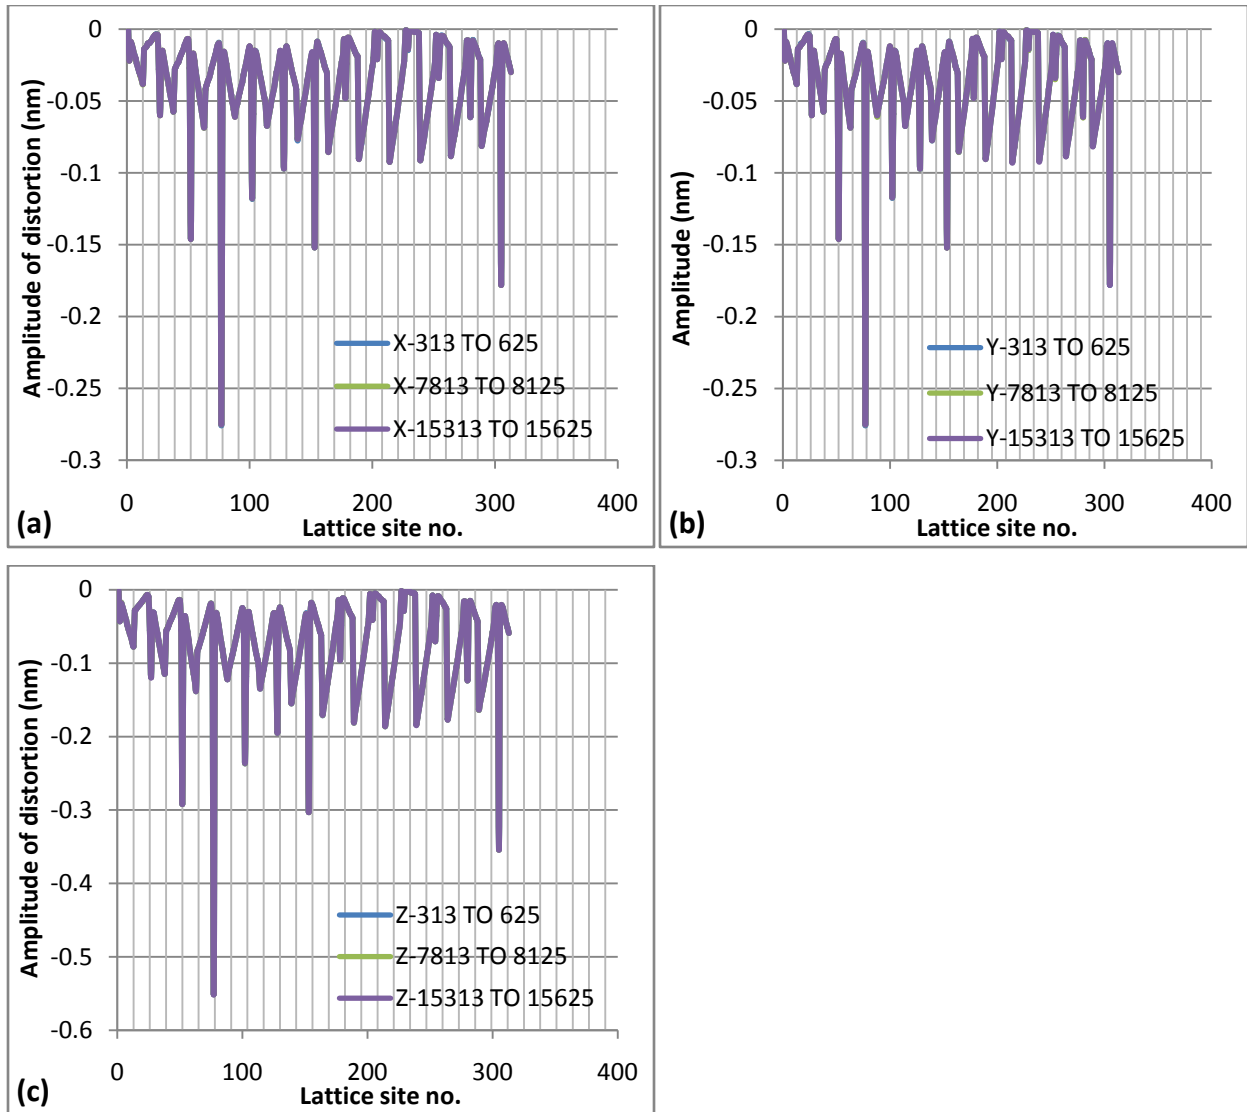 0
-0.05
-0.1
-0.15
-0.2
-0.25
-0.3
Amplitude of distortion (nm)
X-313 TO 625
X-7813 TO 8125
X-15313 TO 15625
0 100 200 300 400
Lattice site no.
(a)
0
-0.05
-0.1
-0.15
-0.2
-0.25
-0.3
Amplitude (nm)
Y-313 TO 625
Y-7813 TO 8125
Y-15313 TO 15625
0 100 200 300 400
Lattice site no.
(b)
0
-0.1
-0.2
-0.3
-0.4
-0.5
-0.6
Amplitude of distortion (nm)
Z-313 TO 625
Z-7813 TO 8125
Z-15313 TO 15625
0 100 200 300 400
Lattice site no.
(c)